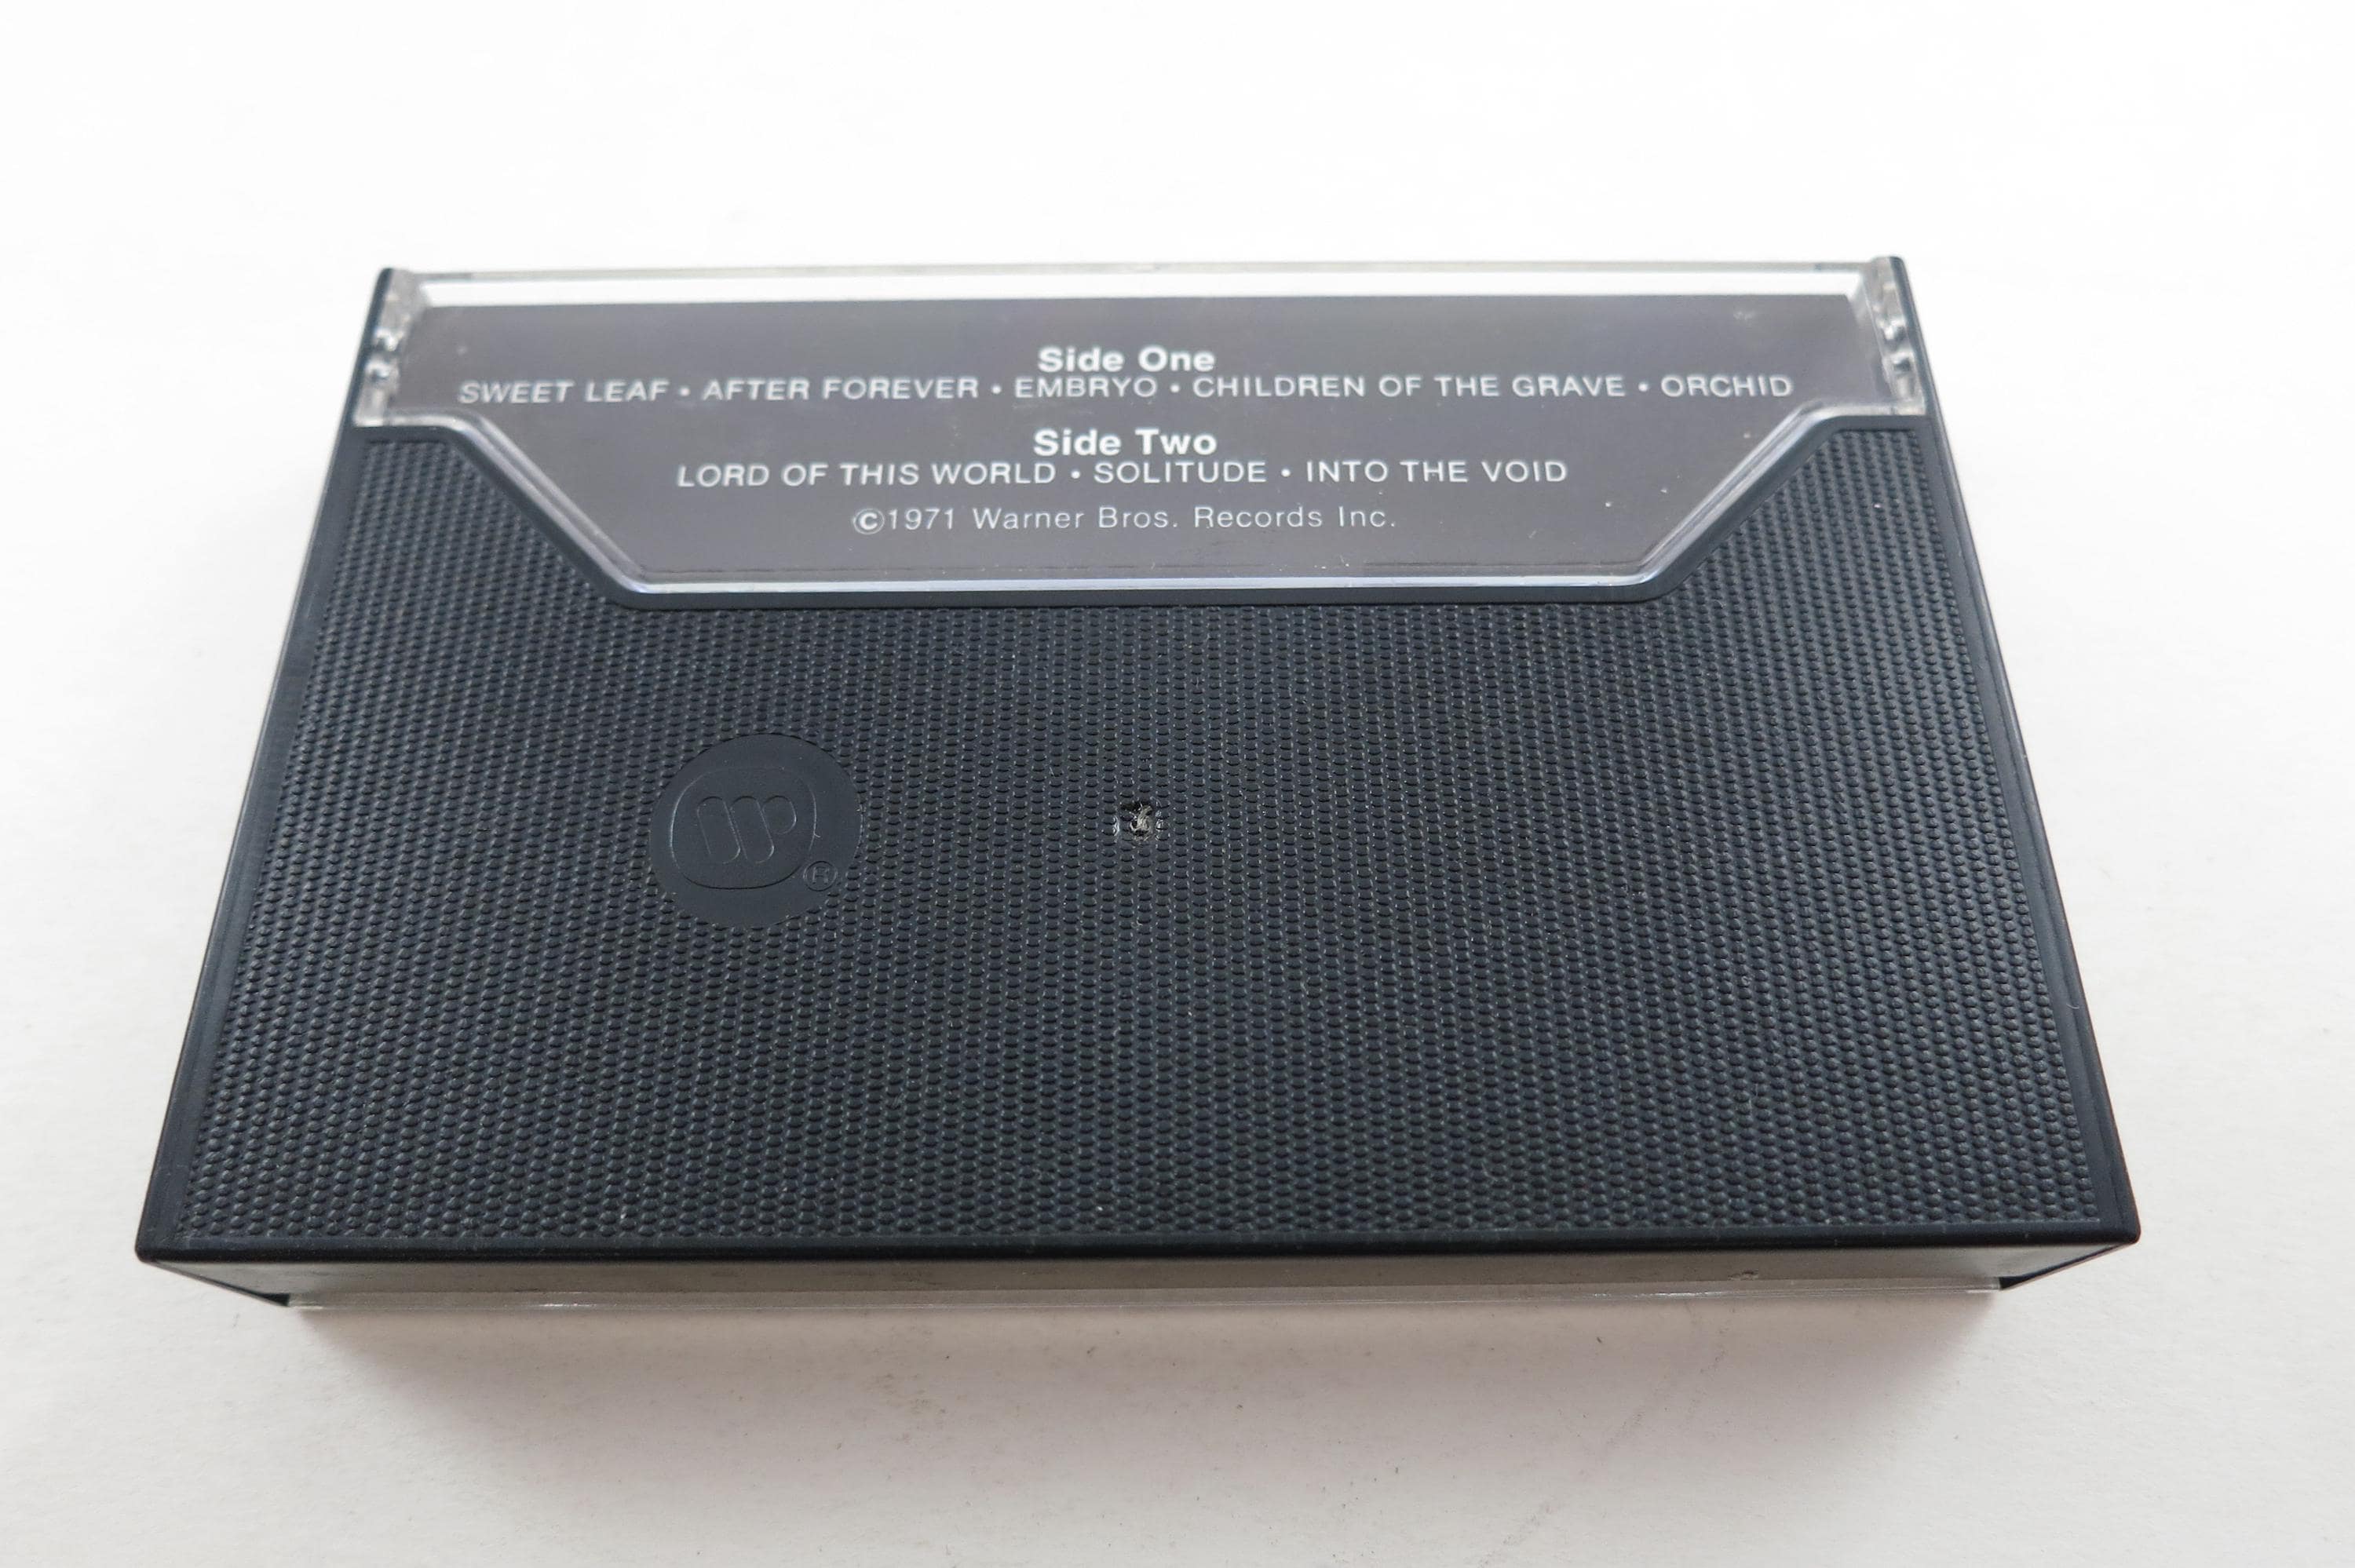 Side One
SWEET LEAF • AFTER FOREVER • EMBRYO • CHILDREN OF THE GRAVE • ORCHID
Side Two
LORD OF THIS WORLD • SOLITUDE • INTO THE VOID
©1971 Warner Bros. Records Inc.
W
®